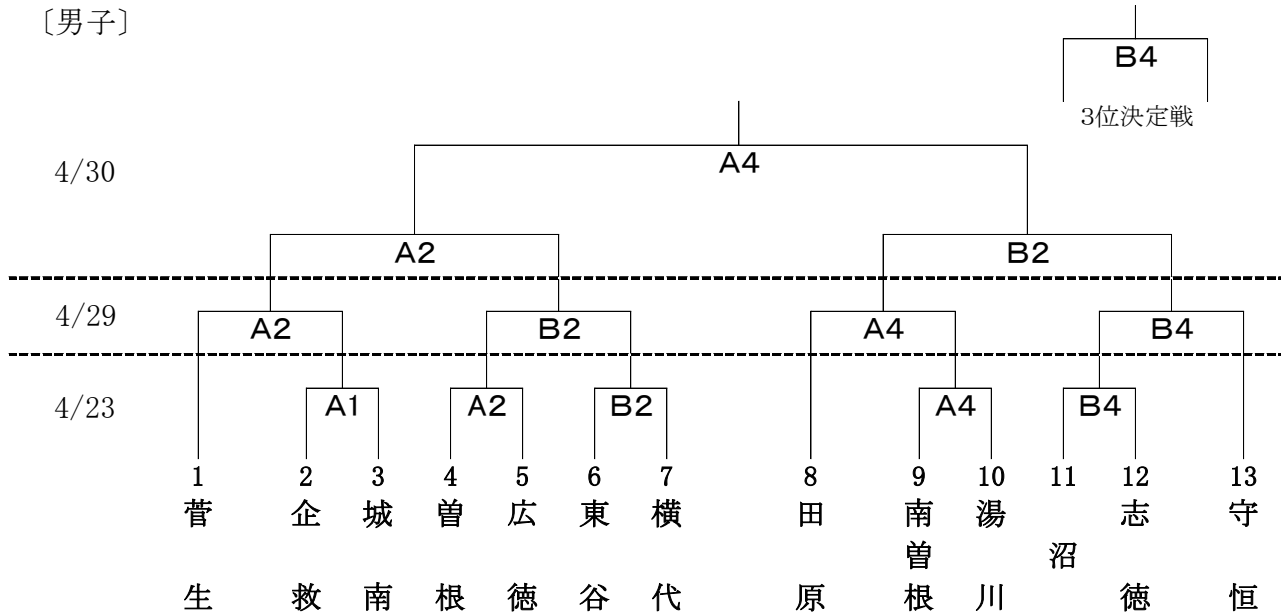 〔男子〕
B4
3位決定戦
4/30
A4
A2 B2
4/29
A2 B2 A4 B4
4/23
A1 A2 B2 A4 B4
1 2 3 4 5 6 7 8 9 10 11 12 13
菅生
企救
城南
曽根
広徳
東谷
横代
田原
南曽根
湯川
沼
志徳
守恒